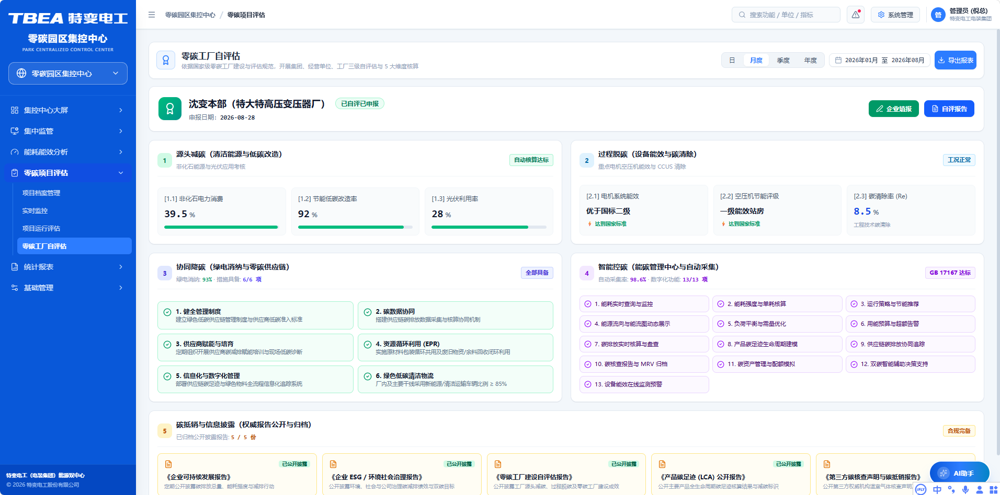 TBEA 特变电工
零碳园区集控中心
PARK CENTRALIZED CONTROL CENTER
零碳园区集控中心
集控中心大屏
集中监管
能耗能效分析
零碳项目评估
项目档案管理
实时监控
项目运行评估
零碳工厂自评估
统计报表
基础管理
特变电工（电装集团）能源双中心
© 2026 特变电工股份有限公司
零碳园区集控中心 / 零碳项目评估
搜索功能 / 单位 / 指标
系统管理
管
管理员 (倪总)
特变电工电装集团
零碳工厂自评估
依据国家级零碳工厂建设与评估规范，开展集团、经营单位、工厂三级自评估与 5 大维度核算
日
月度
季度
年度
2026年01月 至 2026年08月
导出报表
沈变本部（特大特高压变压器厂）
已自评已申报
申报日期: 2026-08-28
企业填报
自评报告
1
源头减碳（清洁能源与低碳改造）
非化石能源与光伏应用考核
自动核算达标
[1.1] 非化石电力消费
39.5 %
[1.2] 节能低碳改造率
92 %
[1.3] 光伏利用率
28 %
2
过程脱碳（设备能效与碳清除）
重点电机空压机能效与 CCUS 清除
工况正常
[2.1] 电机系统能效
优于国标二级
达到国家标准
[2.2] 空压机节能评级
一级能效站房
达到国家标准
[2.3] 碳清除率 (Re)
8.5 %
工程技术碳清除
3
协同降碳（绿电消纳与零碳供应链）
绿电消纳: 93% · 措施具备: 6/6 项
全部具备
1. 健全管理制度
建立绿色低碳供应链管理制度与供应商低碳准入标准
2. 碳数据协同
搭建供应链碳排放数据采集与核算协同机制
3. 供应商赋能与培育
定期组织开展供应商碳减排赋能培训与现场低碳诊断
4. 资源循环利用 (EPR)
实施原材料包装循环共用及废旧物资/余料回收闭环利用
5. 信息化与数字化管理
部署供应链碳足迹与绿色物料全流程信息化追踪系统
6. 绿色低碳清洁物流
厂内及主要干线采用新能源/清洁运输车辆比例 ≥ 85%
4
智能控碳（能碳管理中心与自动采集）
自动采集率: 98.6% · 数字化功能: 13/13 项
GB 17167 达标
1. 能耗实时查询与监控
2. 能耗强度与单耗核算
3. 运行策略与节能推荐
4. 能源流向与能流图动态展示
5. 负荷平衡与需量优化
6. 用能预算与超额告警
7. 碳排放实时核算与盘查
8. 产品碳足迹生命周期建模
9. 供应链碳排放协同追踪
10. 碳核查报告与 MRV 归档
11. 碳资产管理与配额模拟
12. 双碳智能辅助决策支持
13. 设备能效在线监测预警
5
碳抵销与信息披露（权威报告公开与归档）
已归档公开披露报告: 5 / 5 份
合规完备
已公开披露
《企业可持续发展报告》
定期公开披露碳排放总量、能耗强度与减排行动
已公开披露
《企业 ESG / 环境社会治理报告》
公开披露环境、社会与公司治理碳减排绩效与双碳目标
已公开披露
《零碳工厂建设自评估报告》
公开披露工厂源头减碳、过程脱碳及零碳工厂建设成效
已公开披露
《产品碳足迹 (LCA) 公开报告》
公开主要产品全生命周期碳足迹核算结果与减碳标识
《第三方碳核查声明与碳抵销报告》
公开第三方权威机构温室气体核查声明
AI助手
iFLY 中